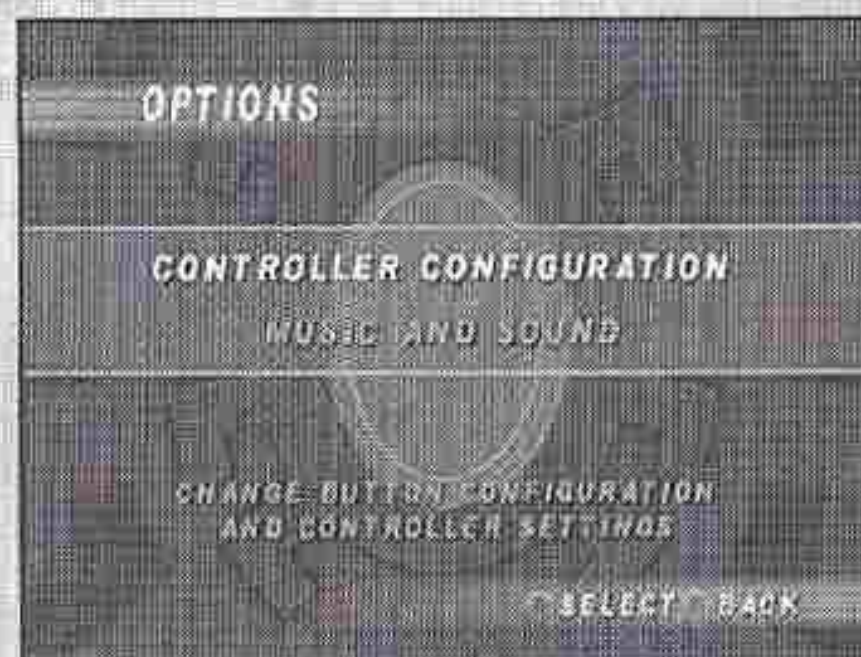 OPTIONS
CONTROLLER CONFIGURATION
MUSIC AND SOUND
CHANGE BUTTON CONFIGURATION
AND CONTROLLER SETTINGS
SELECT BACK